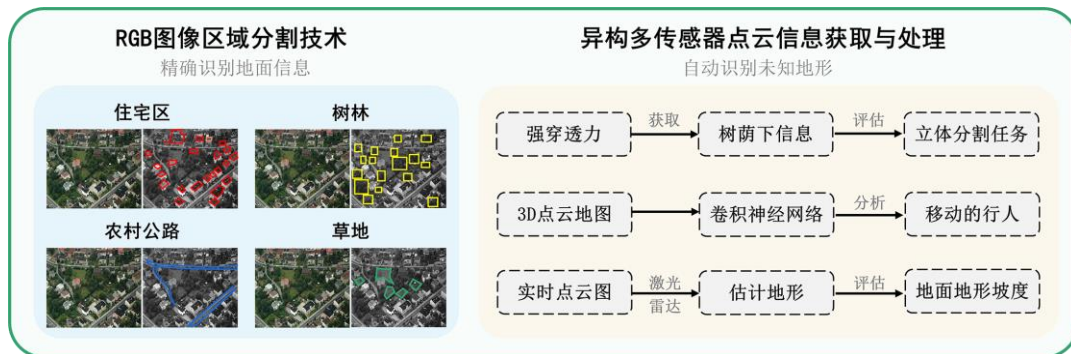 RGB图像区域分割技术
精确识别地面信息
住宅区
树林
农村公路
草地
异构多传感器点云信息获取与处理
自动识别未知地形
强穿透力
获取
树荫下信息
评估
立体分割任务
3D点云地图
卷积神经网络
分析
移动的行人
实时点云图
激光
雷达
估计地形
评估
地面地形坡度